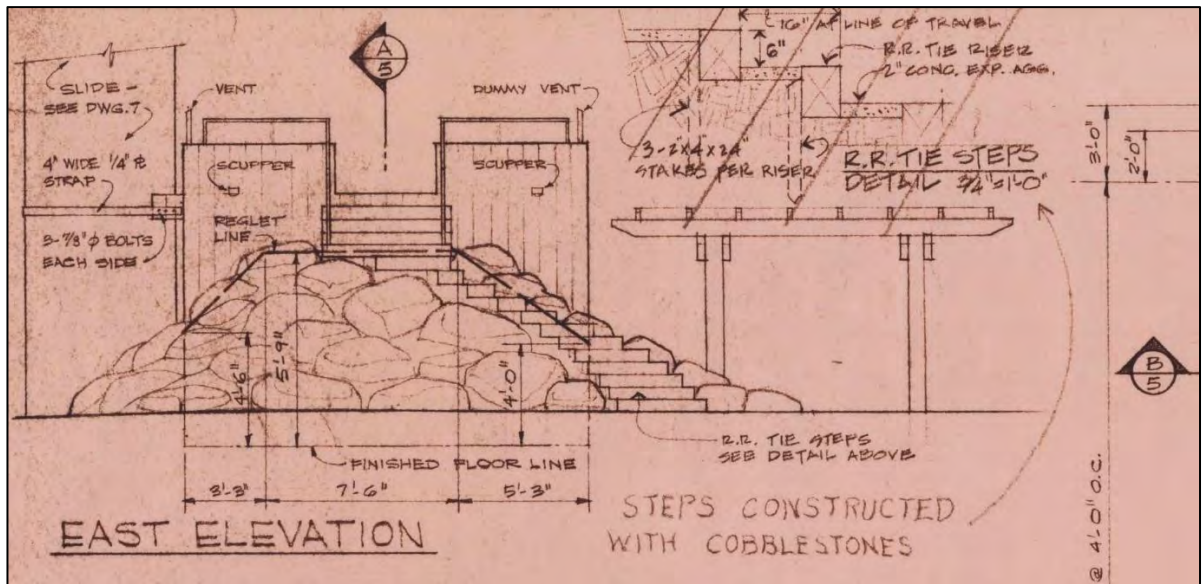 A
5
16" AT LINE OF TRAVEL
6"
R.R. TIE RISER
2" CONC. EXP. AGG.
SLIDE -
SEE DWG. 7
VENT
DUMMY VENT
SCUPPER
SCUPPER
3-2X4X24"
STAKES PER RISER
R.R. TIE STEPS
DETAIL 3/4"=1'-0"
3'-0"
2'-0"
4" WIDE 1/4" ℄
STRAP
REGLET
LINE
3-7/8" φ BOLTS
EACH SIDE
4'-6"
5'-9"
4'-0"
B
5
R.R. TIE STEPS
SEE DETAIL ABOVE
FINISHED FLOOR LINE
3'-3"
7'-6"
5'-3"
EAST ELEVATION
STEPS CONSTRUCTED
WITH COBBLESTONES
@ 4'-0" O.C.